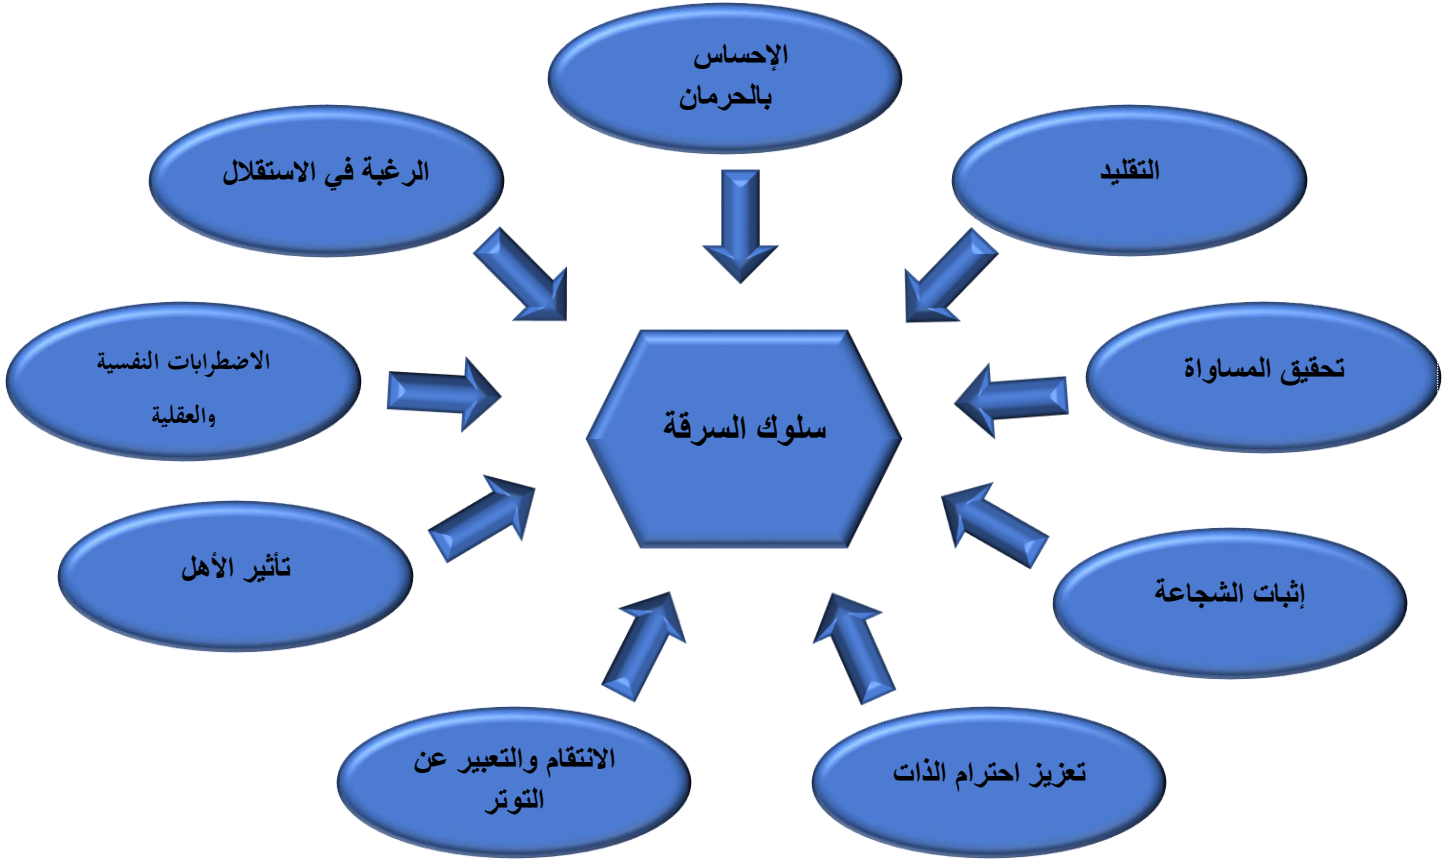 الإحساس
بالحرمان
التقليد
الرغبة في الاستقلال
تحقيق المساواة
الاضطرابات النفسية
والعقلية
سلوك السرقة
إثبات الشجاعة
تأثير الأهل
تعزيز احترام الذات
الانتقام والتعبير عن
التوتر